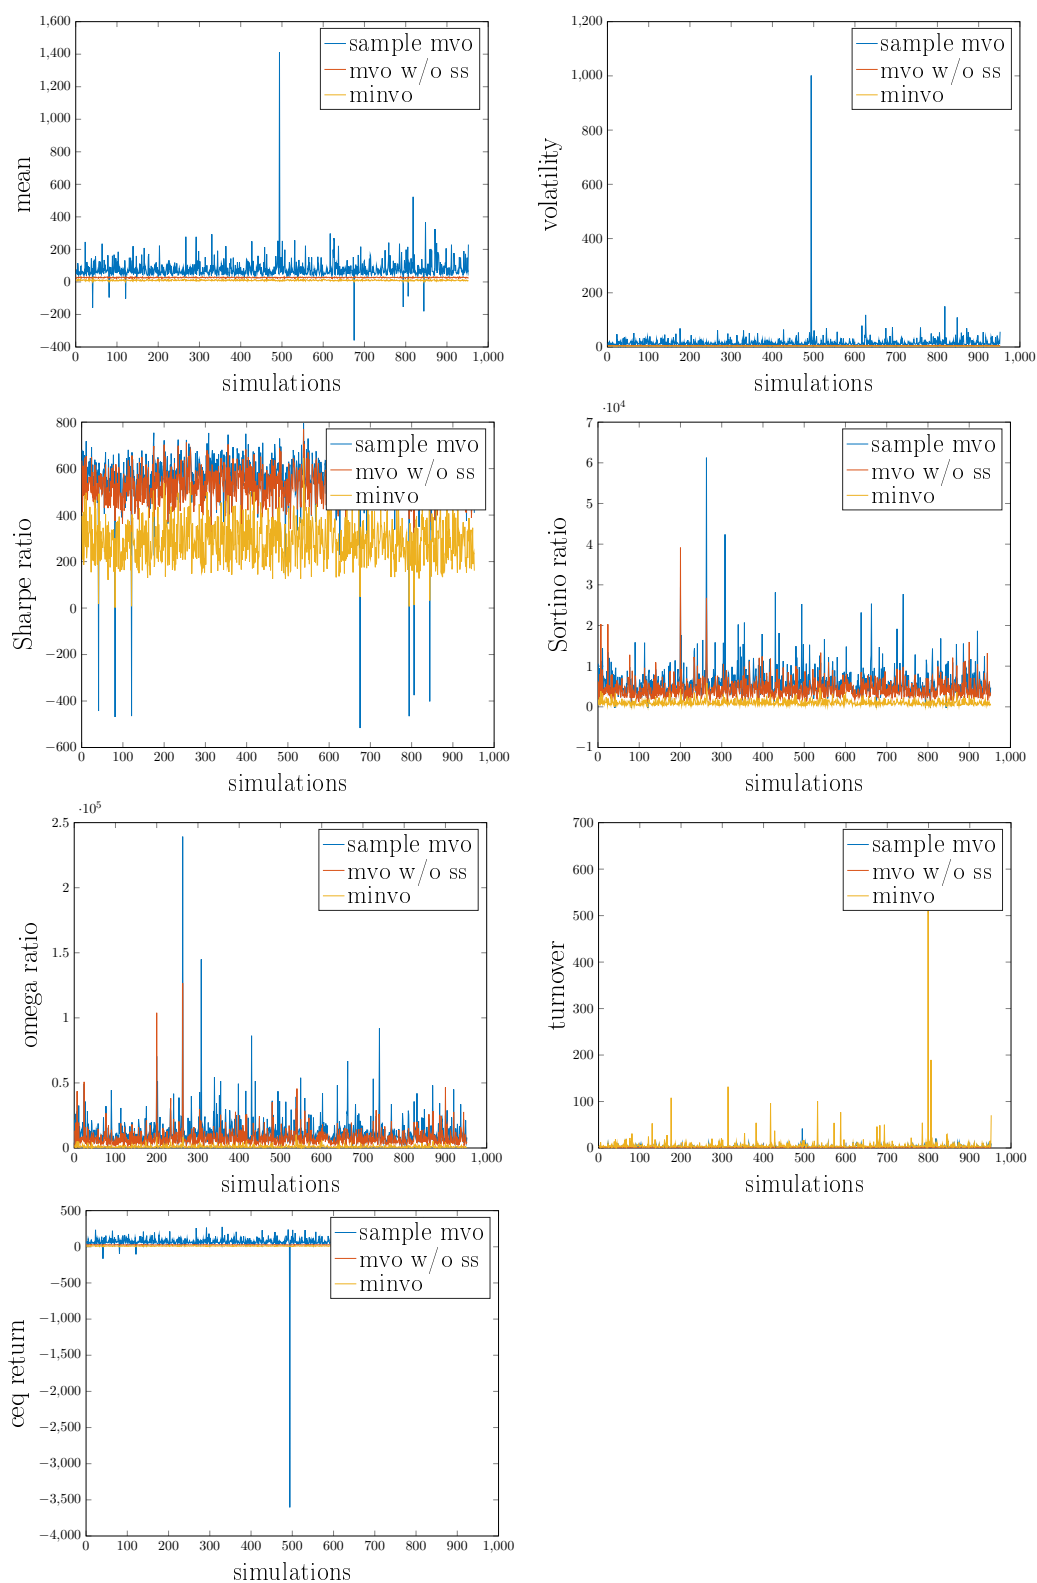 1,600
1,400
1,200
1,000
800
600
400
200
0
−200
−400
mean
0 100 200 300 400 500 600 700 800 900 1,000
simulations
sample mvo
mvo w/o ss
minvo
1,200
1,000
800
600
400
200
0
volatility
0 100 200 300 400 500 600 700 800 900 1,000
simulations
sample mvo
mvo w/o ss
minvo
800
600
400
200
0
−200
−400
−600
Sharpe ratio
0 100 200 300 400 500 600 700 800 900 1,000
simulations
sample mvo
mvo w/o ss
minvo
·10⁴
7
6
5
4
3
2
1
0
−1
Sortino ratio
0 100 200 300 400 500 600 700 800 900 1,000
simulations
sample mvo
mvo w/o ss
minvo
·10⁵
2.5
2
1.5
1
0.5
0
omega ratio
0 100 200 300 400 500 600 700 800 900 1,000
simulations
sample mvo
mvo w/o ss
minvo
700
600
500
400
300
200
100
0
turnover
0 100 200 300 400 500 600 700 800 900 1,000
simulations
sample mvo
mvo w/o ss
minvo
500
0
−500
−1,000
−1,500
−2,000
−2,500
−3,000
−3,500
−4,000
ceq return
0 100 200 300 400 500 600 700 800 900 1,000
simulations
sample mvo
mvo w/o ss
minvo